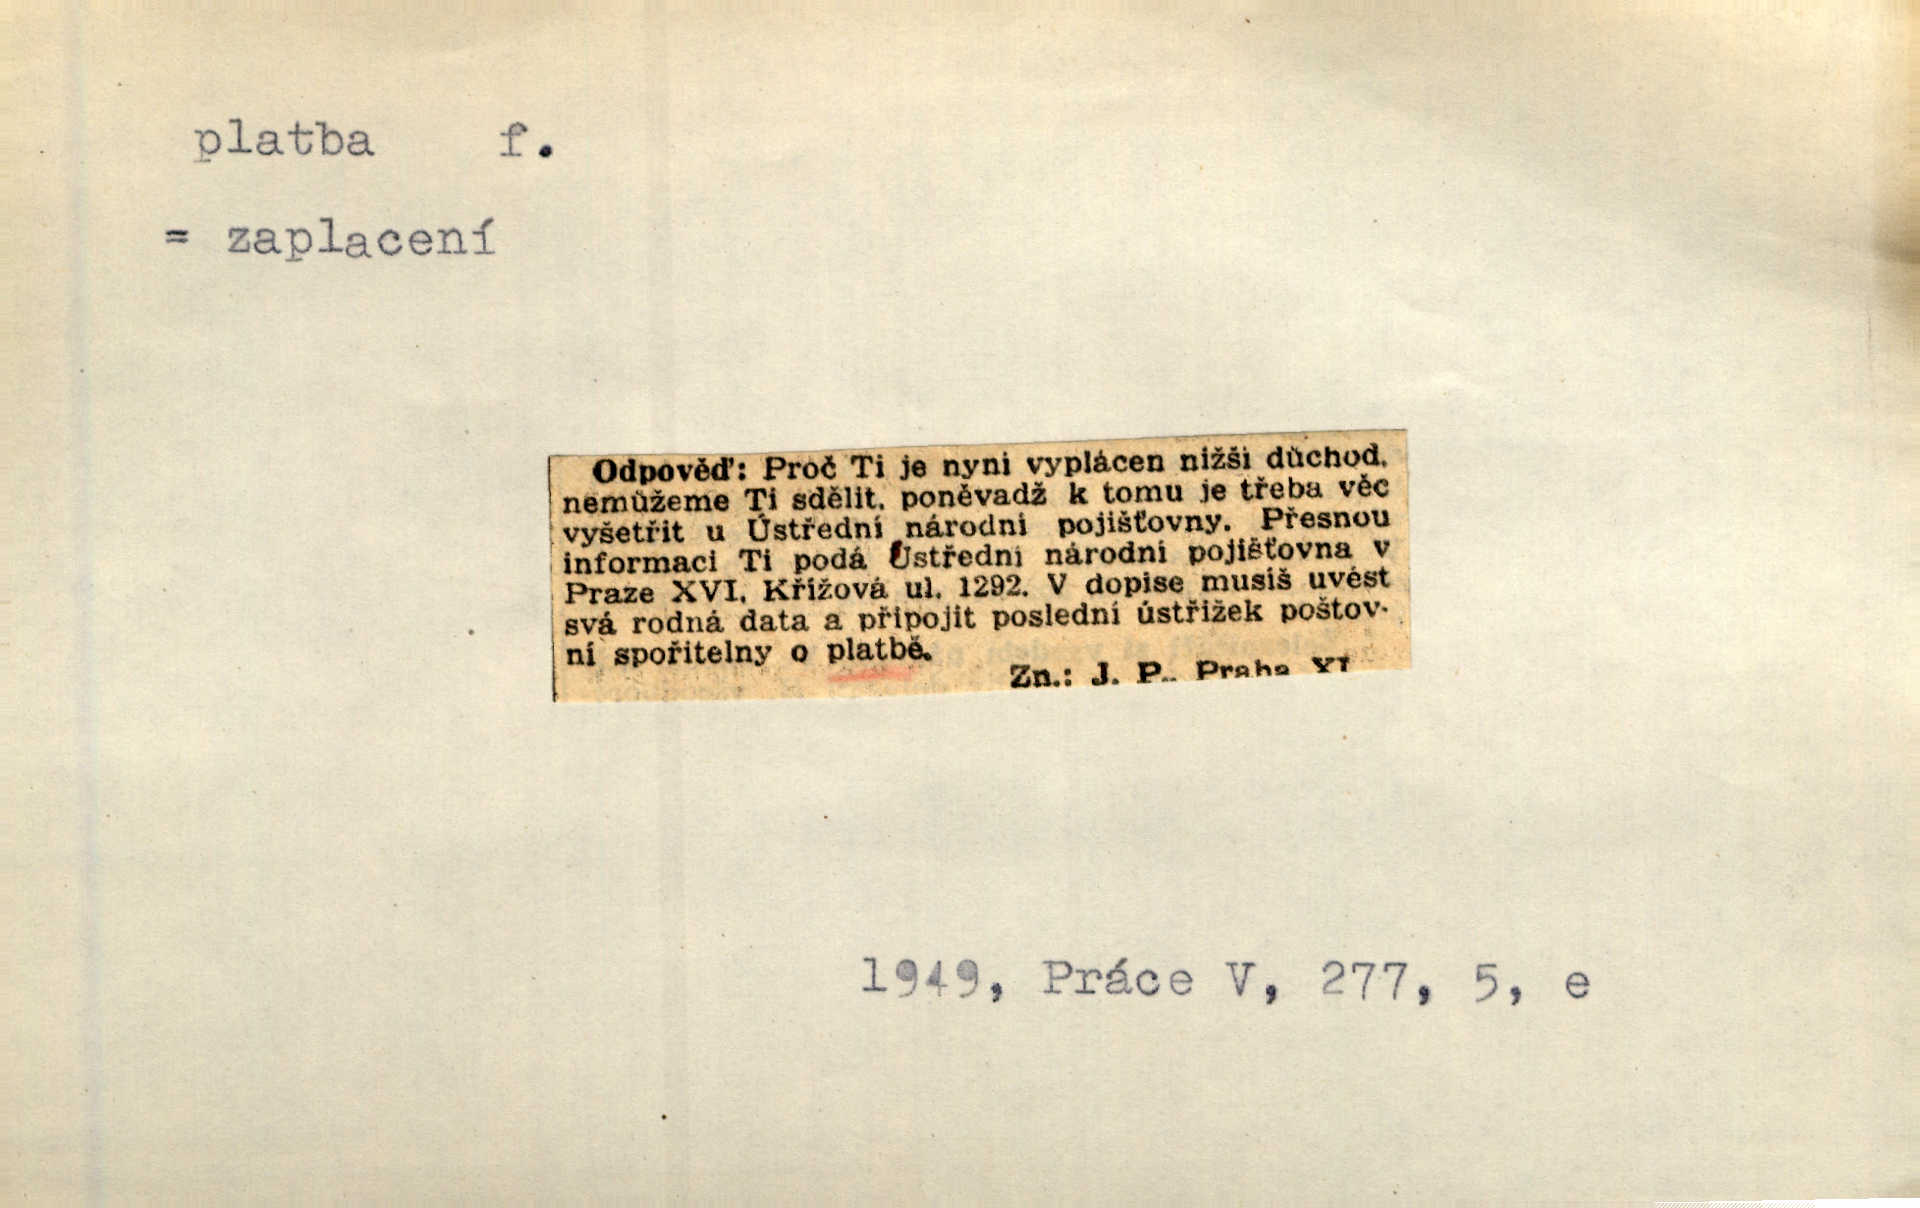 platba f.
= zaplacení
Odpověď: Proč Ti je nyní vyplácen nižší důchod,
nemůžeme Ti sdělit, poněvadž k tomu je třeba věc
vyšetřit u Ústřední národní pojišťovny. Přesnou
informaci Ti podá Ústřední národní pojišťovna v
Praze XVI, Křížová ul. 1292. V dopise musíš uvést
svá rodná data a připojit poslední ústřižek poštov-
ní spořitelny o platbě.
Zn.: J. P., Praha XI
1949, Práce V, 277, 5, e